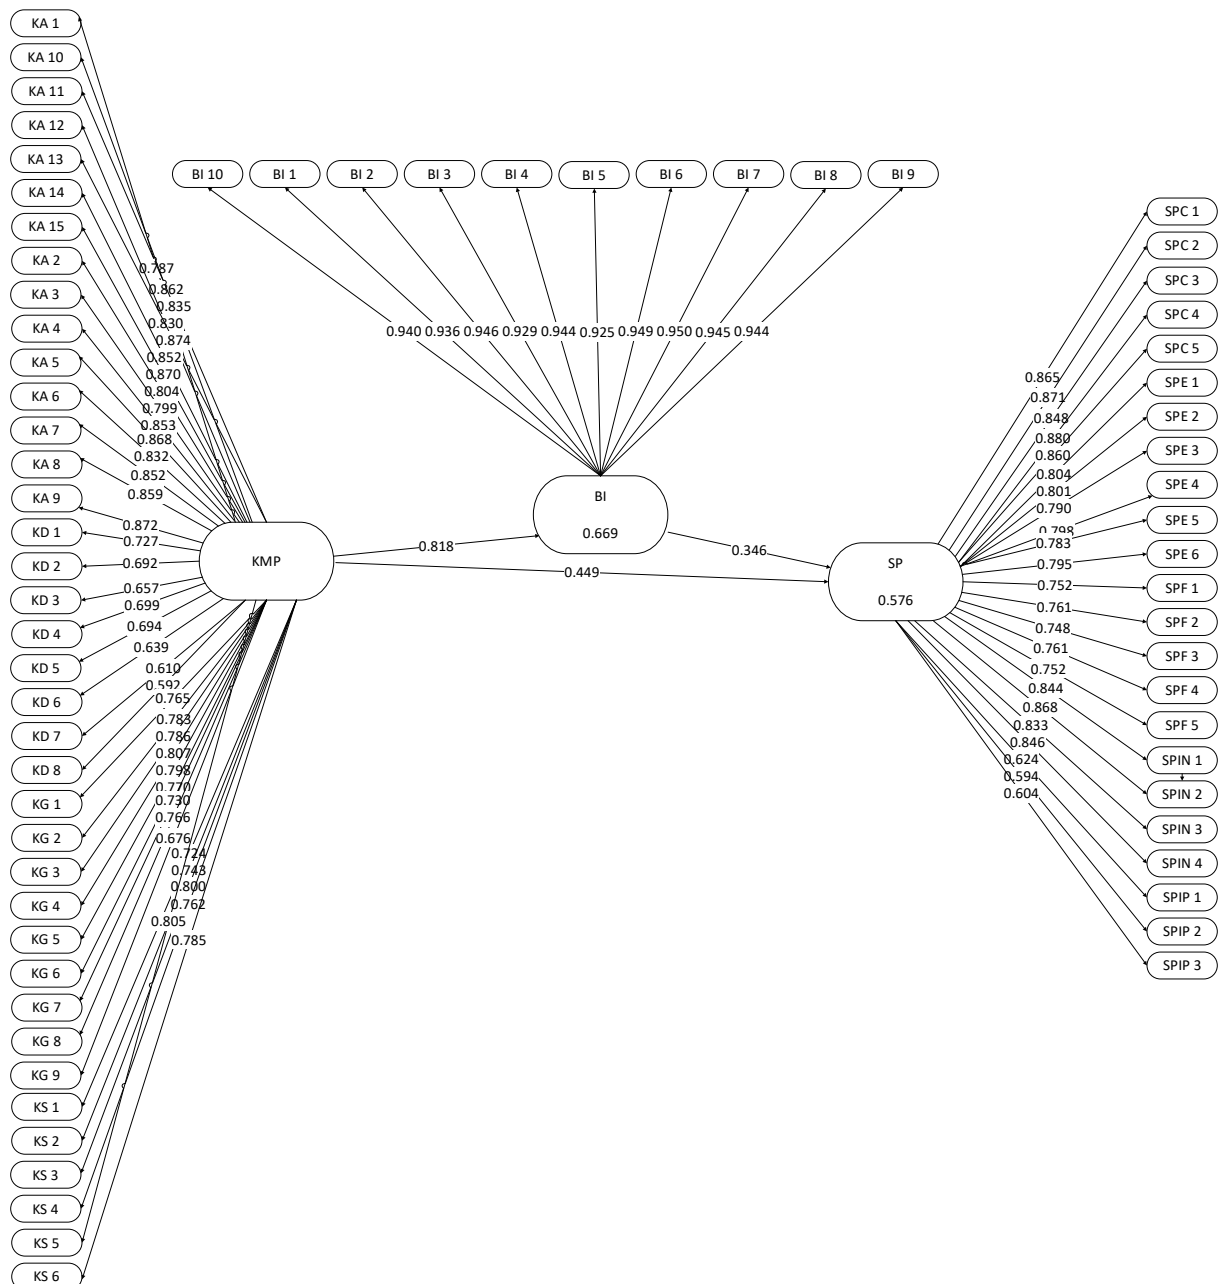 KA 1
KA 10
KA 11
KA 12
KA 13
KA 14
KA 15
KA 2
KA 3
KA 4
KA 5
KA 6
KA 7
KA 8
KA 9
KD 1
KD 2
KD 3
KD 4
KD 5
KD 6
KD 7
KD 8
KG 1
KG 2
KG 3
KG 4
KG 5
KG 6
KG 7
KG 8
KG 9
KS 1
KS 2
KS 3
KS 4
KS 5
KS 6
0.787
0.862
0.835
0.830
0.874
0.852
0.870
0.804
0.799
0.853
0.868
0.832
0.852
0.859
0.872
0.727
0.692
0.657
0.699
0.694
0.639
0.610
0.592
0.765
0.783
0.786
0.807
0.798
0.770
0.730
0.766
0.676
0.724
0.743
0.800
0.762
0.805
0.785
KMP
BI 10 BI 1 BI 2 BI 3 BI 4 BI 5 BI 6 BI 7 BI 8 BI 9
0.940 0.936 0.946 0.929 0.944 0.925 0.949 0.950 0.945 0.944
BI
0.669
0.818
0.346
0.449
SP
0.576
0.865
0.871
0.848
0.880
0.860
0.804
0.801
0.790
0.798
0.783
0.795
0.752
0.761
0.748
0.761
0.752
0.844
0.868
0.833
0.846
0.624
0.594
0.604
SPC 1
SPC 2
SPC 3
SPC 4
SPC 5
SPE 1
SPE 2
SPE 3
SPE 4
SPE 5
SPE 6
SPF 1
SPF 2
SPF 3
SPF 4
SPF 5
SPIN 1
SPIN 2
SPIN 3
SPIN 4
SPIP 1
SPIP 2
SPIP 3